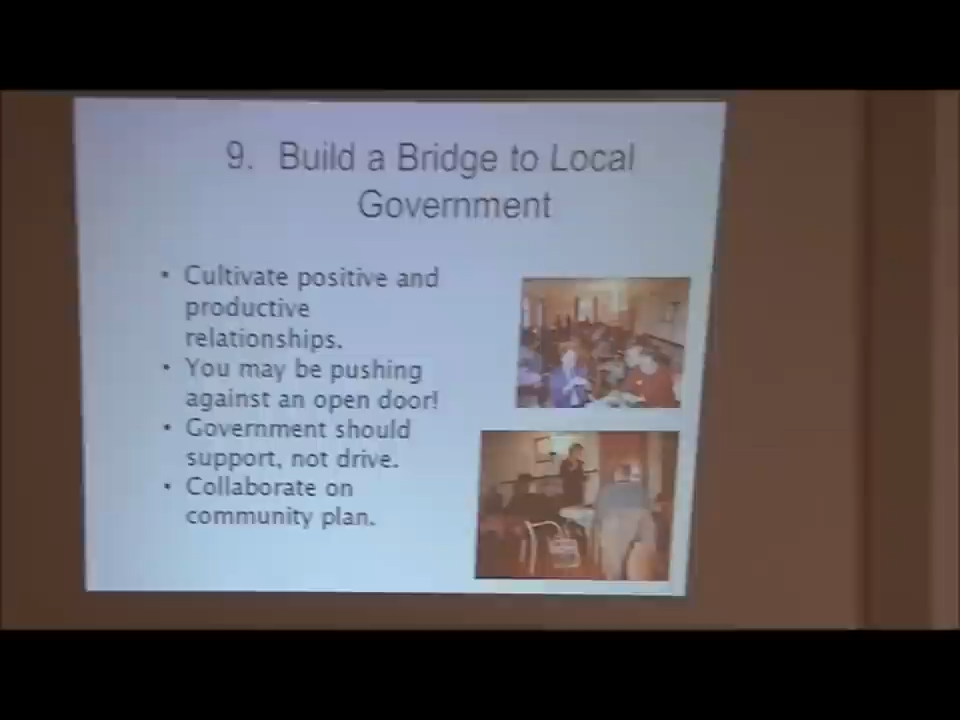 9. Build a Bridge to Local
Government
• Cultivate positive and
productive
relationships.
• You may be pushing
against an open door!
• Government should
support, not drive.
• Collaborate on
community plan.